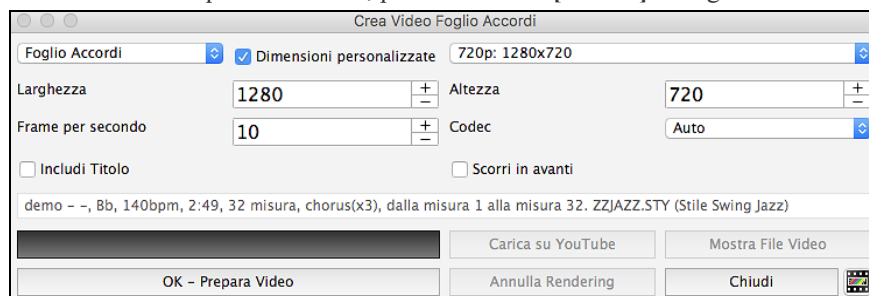 Crea Video Foglio Accordi
Foglio Accordi Dimensioni personalizzate 720p: 1280x720
Larghezza 1280 + − Altezza 720 + −
Frame per secondo 10 + − Codec Auto
Includi Titolo Scorri in avanti
demo – –, Bb, 140bpm, 2:49, 32 misura, chorus(x3), dalla misura 1 alla misura 32. ZZJAZZ.STY (Stile Swing Jazz)
Carica su YouTube Mostra File Video
OK – Prepara Video Annulla Rendering Chiudi